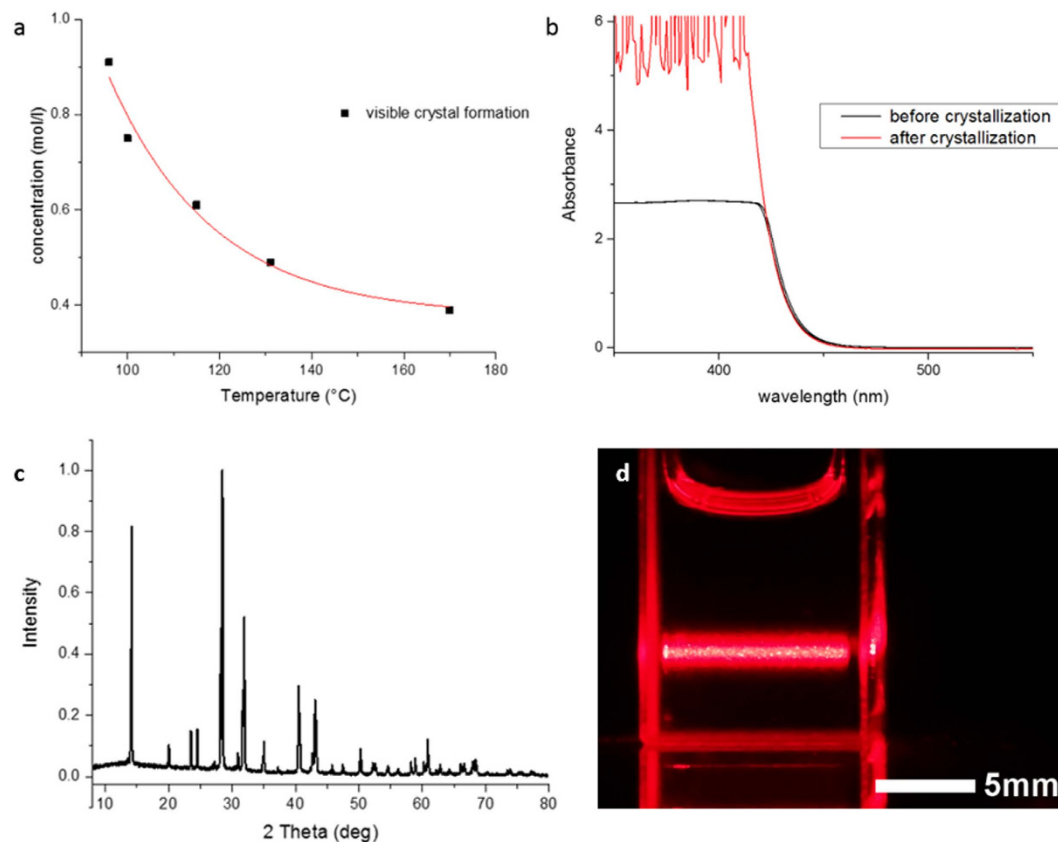 a
1.0
0.8
0.6
0.4
concentration (mol/l)
visible crystal formation
100 120 140 160 180
Temperature (°C)
b
6
4
2
0
Absorbance
before crystallization
after crystallization
400 500
wavelength (nm)
c
1.0
0.8
0.6
0.4
0.2
0.0
Intensity
10 20 30 40 50 60 70 80
2 Theta (deg)
d
5mm